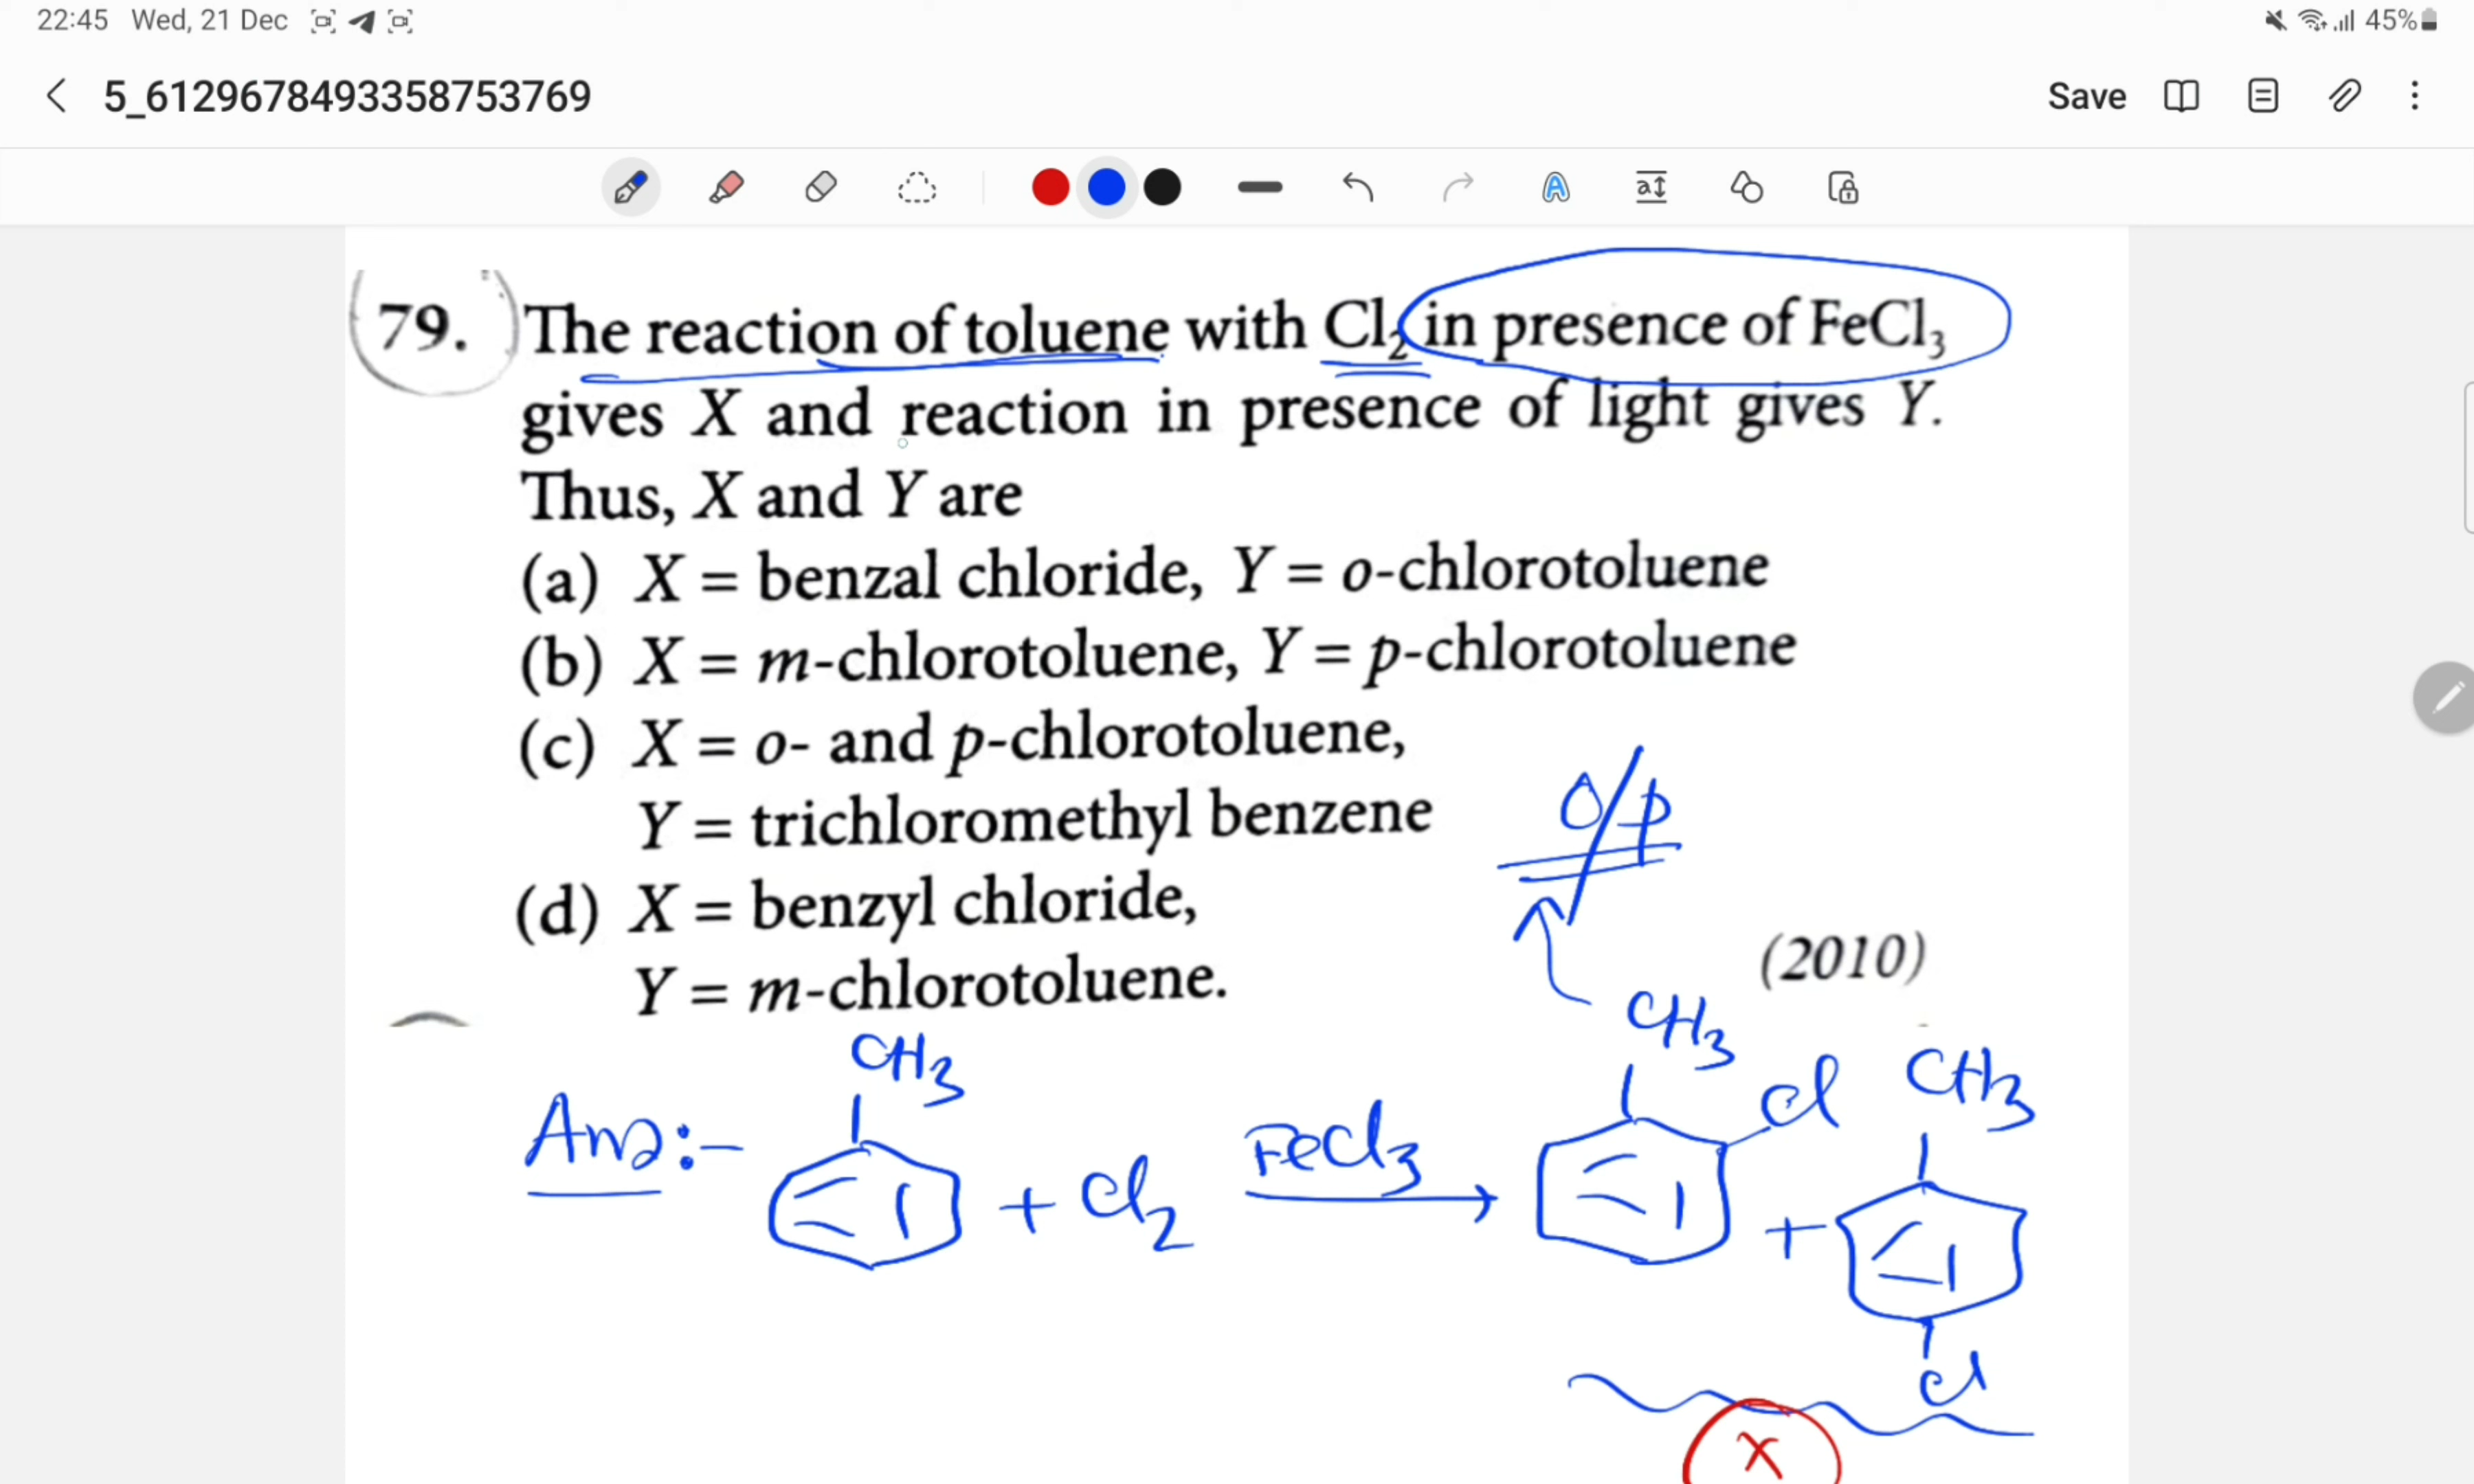 22:45 Wed, 21 Dec
45%
5_6129678493358753769
Save
79. The reaction of toluene with Cl₂ in presence of FeCl₃
gives X and reaction in presence of light gives Y.
Thus, X and Y are
(a) X = benzal chloride, Y = o-chlorotoluene
(b) X = m-chlorotoluene, Y = p-chlorotoluene
(c) X = o- and p-chlorotoluene,
Y = trichloromethyl benzene
(d) X = benzyl chloride,
Y = m-chlorotoluene.
(2010)
O/P
CH₃
CH₃
Cl
CH₃
Ans:-
+ Cl₂
FeCl₃
+
Cl
X